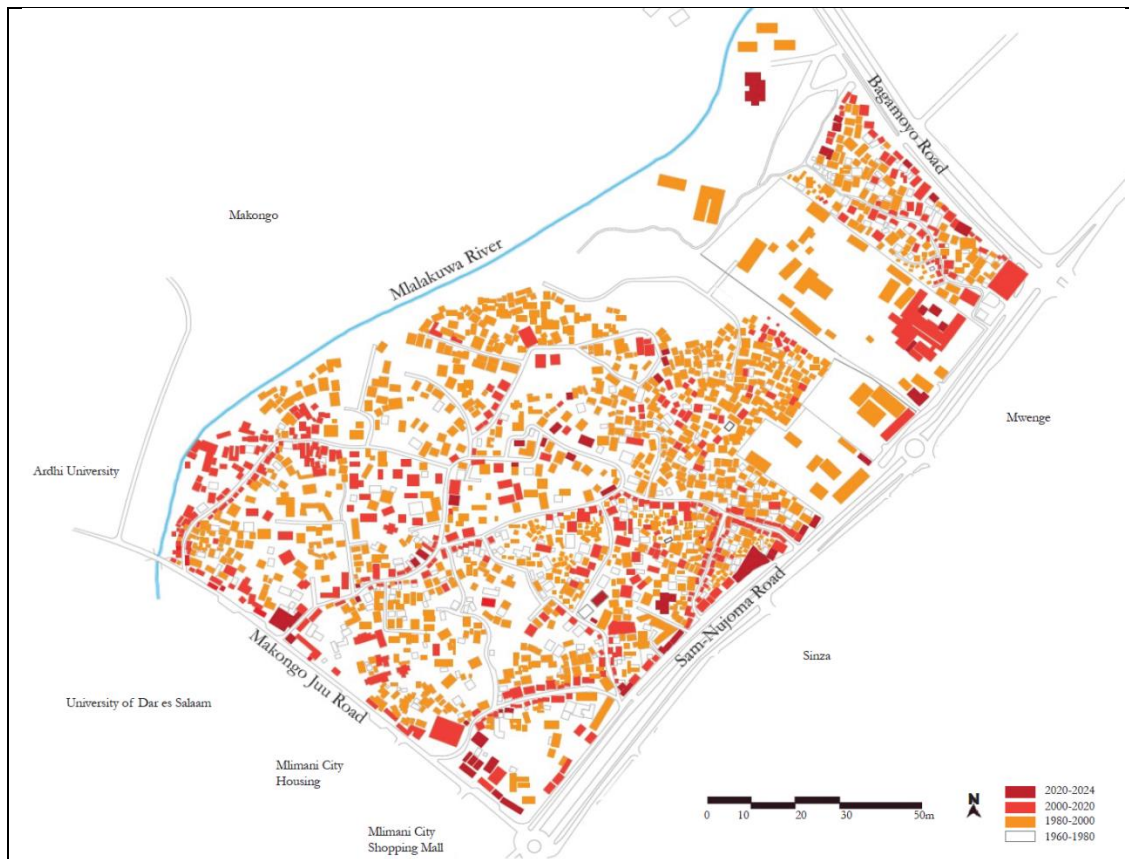 Bagamoyo Road
Makongo
Mlalakuwa River
Mwenge
Ardhi University
Sam-Nujoma Road
Sinza
Makongo Juu Road
University of Dar es Salaam
Mlimani City
Housing
Mlimani City
Shopping Mall
N
0 10 20 30 50m
2020-2024
2000-2020
1980-2000
1960-1980